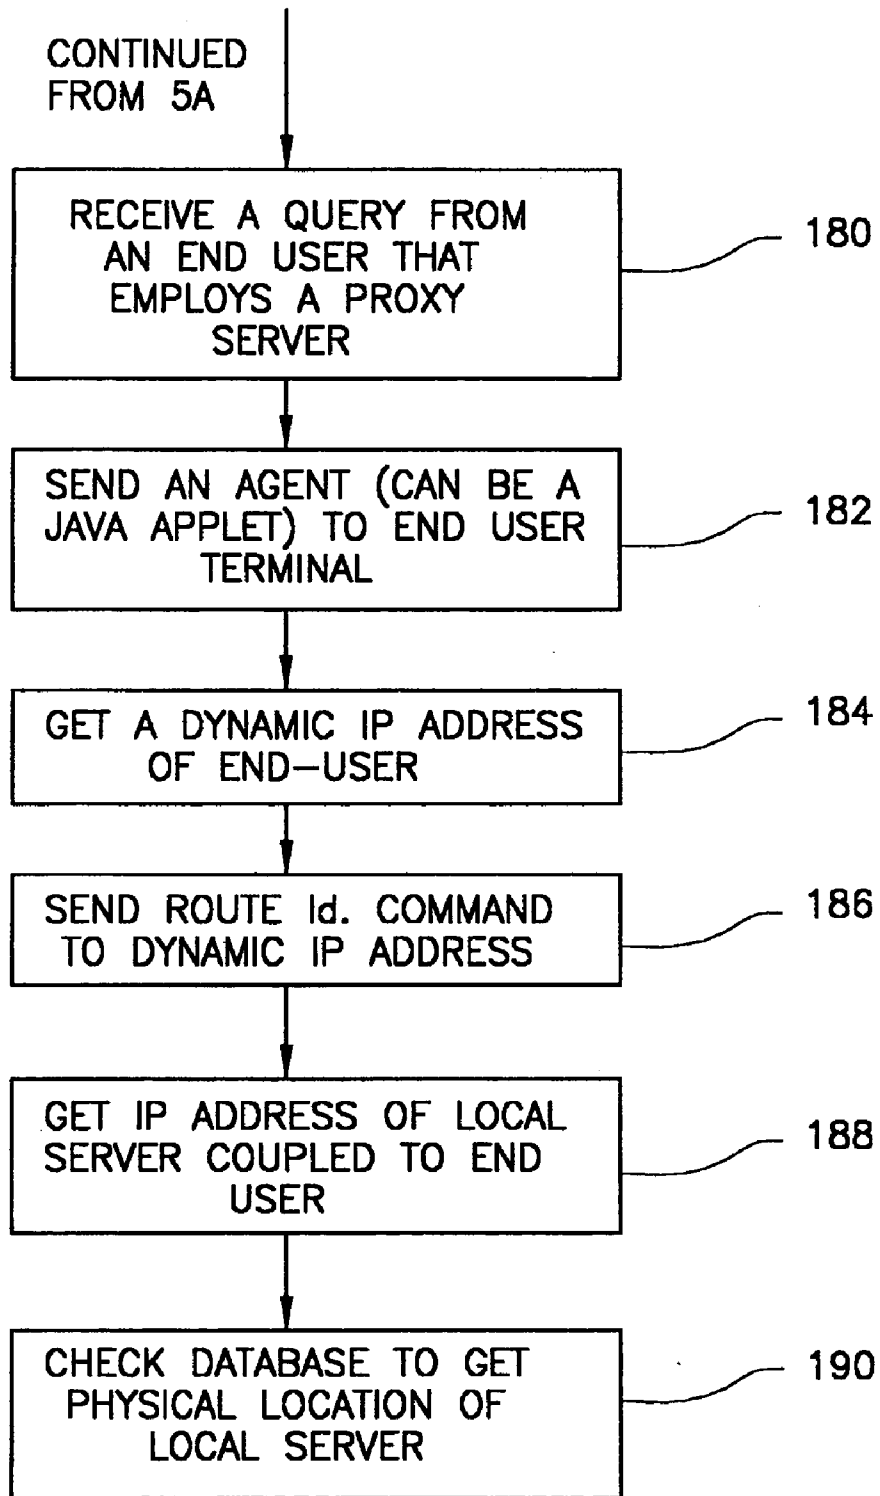 CONTINUED
FROM 5A
RECEIVE A QUERY FROM
AN END USER THAT
EMPLOYS A PROXY
SERVER
180
SEND AN AGENT (CAN BE A
JAVA APPLET) TO END USER
TERMINAL
182
GET A DYNAMIC IP ADDRESS
OF END-USER
184
SEND ROUTE Id. COMMAND
TO DYNAMIC IP ADDRESS
186
GET IP ADDRESS OF LOCAL
SERVER COUPLED TO END
USER
188
CHECK DATABASE TO GET
PHYSICAL LOCATION OF
LOCAL SERVER
190